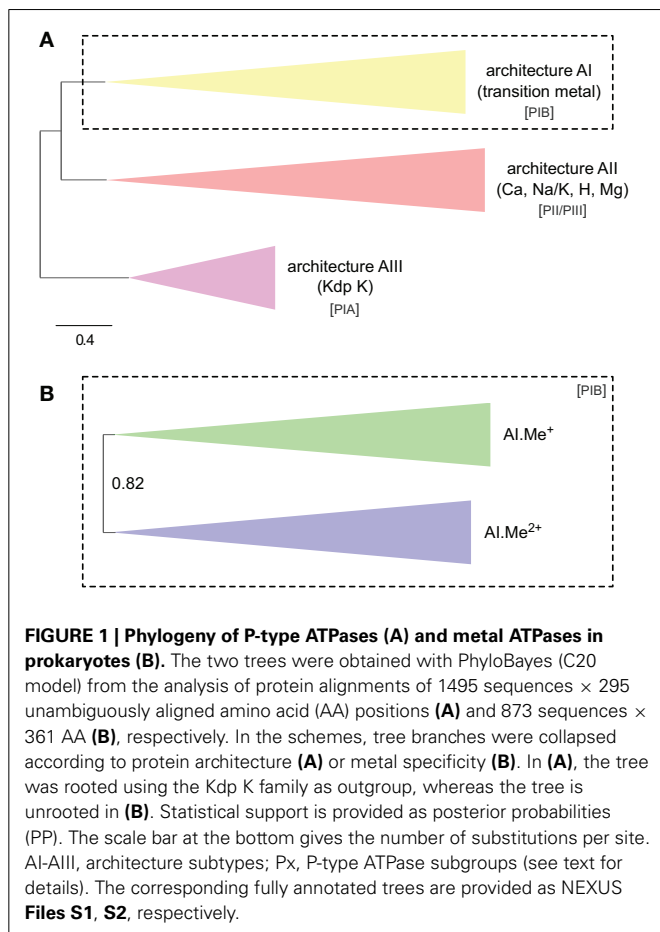 A
architecture AI
(transition metal)
[PIB]
architecture AII
(Ca, Na/K, H, Mg)
[PII/PIII]
architecture AIII
(Kdp K)
[PIA]
0.4
B
[PIB]
AI.Me⁺
0.82
AI.Me²⁺
FIGURE 1 | Phylogeny of P-type ATPases (A) and metal ATPases in
prokaryotes (B). The two trees were obtained with PhyloBayes (C20
model) from the analysis of protein alignments of 1495 sequences × 295
unambiguously aligned amino acid (AA) positions (A) and 873 sequences ×
361 AA (B), respectively. In the schemes, tree branches were collapsed
according to protein architecture (A) or metal specificity (B). In (A), the tree
was rooted using the Kdp K family as outgroup, whereas the tree is
unrooted in (B). Statistical support is provided as posterior probabilities
(PP). The scale bar at the bottom gives the number of substitutions per site.
AI-AIII, architecture subtypes; Px, P-type ATPase subgroups (see text for
details). The corresponding fully annotated trees are provided as NEXUS
Files S1, S2, respectively.